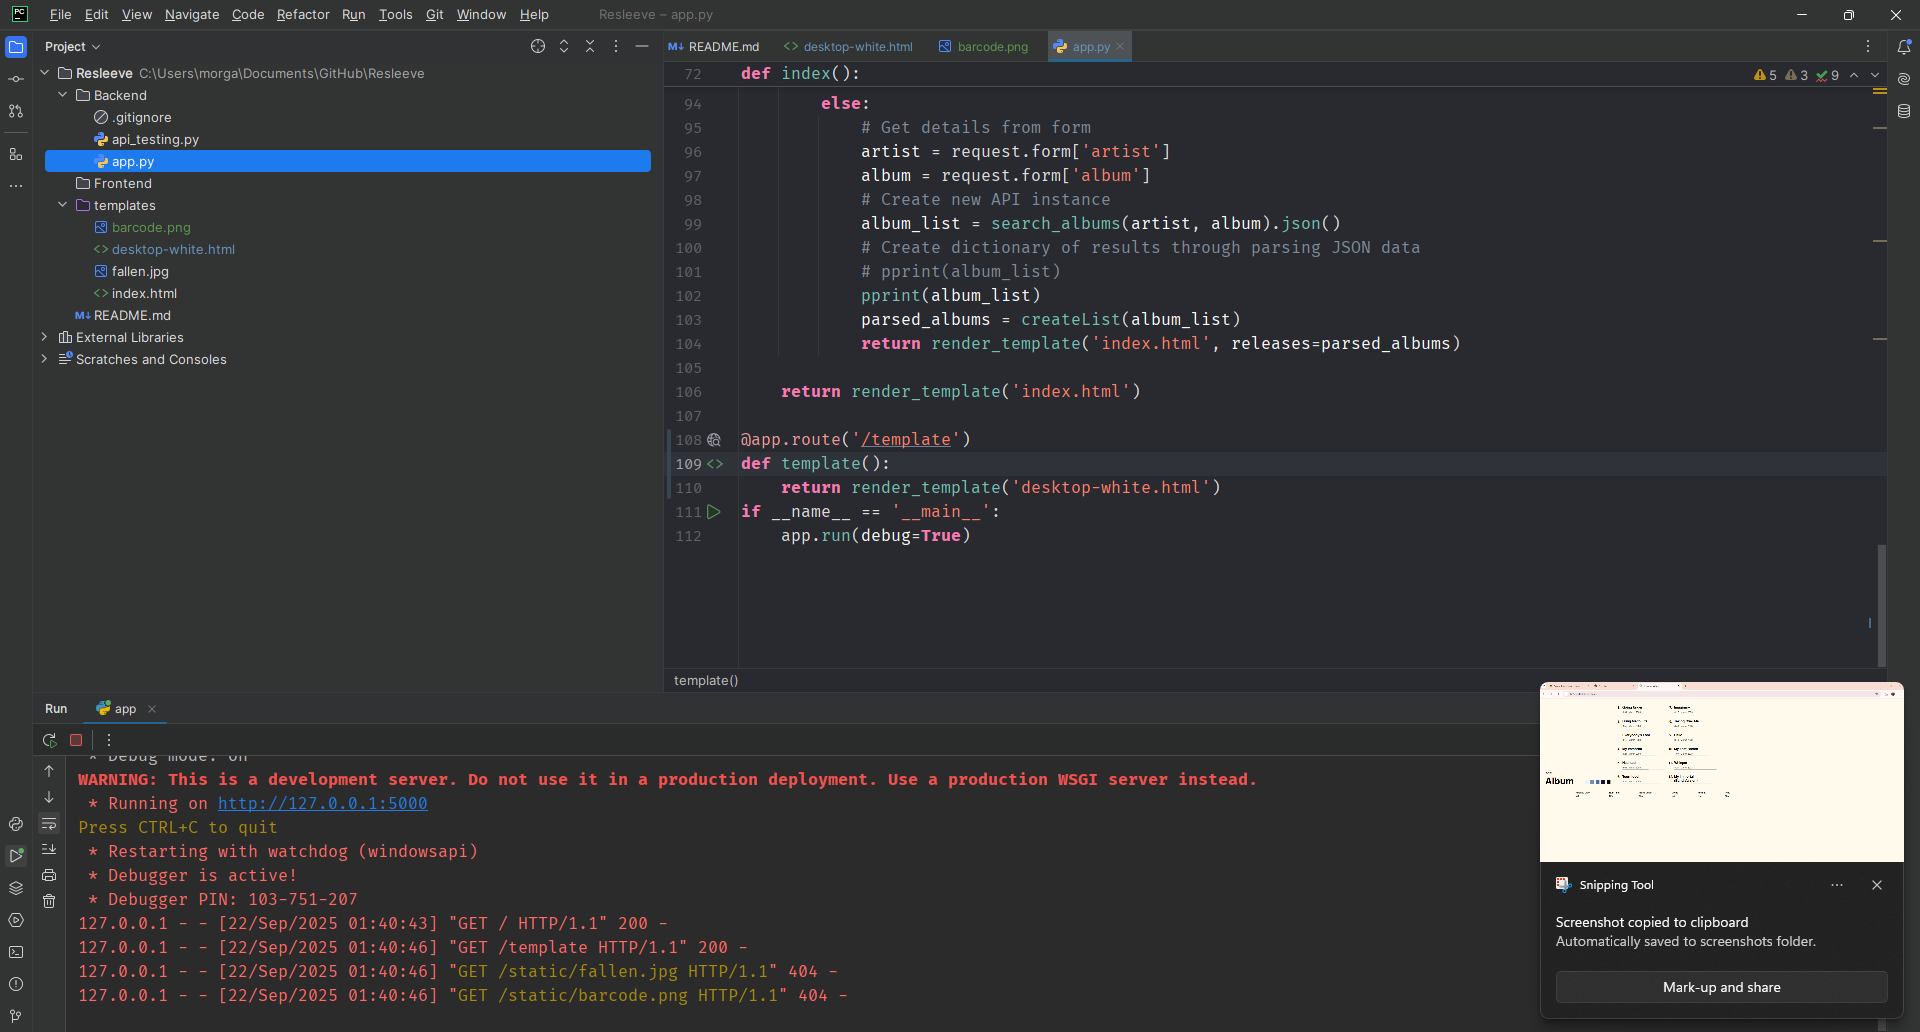 File Edit View Navigate Code Refactor Run Tools Git Window Help Resleeve – app.py
Project
Resleeve C:\Users\morga\Documents\GitHub\Resleeve
Backend
.gitignore
api_testing.py
app.py
Frontend
templates
barcode.png
desktop-white.html
fallen.jpg
index.html
README.md
External Libraries
Scratches and Consoles
README.md desktop-white.html barcode.png app.py
72 def index():
5 3 9
94 else:
95 # Get details from form
96 artist = request.form['artist']
97 album = request.form['album']
98 # Create new API instance
99 album_list = search_albums(artist, album).json()
100 # Create dictionary of results through parsing JSON data
101 # pprint(album_list)
102 pprint(album_list)
103 parsed_albums = createList(album_list)
104 return render_template('index.html', releases=parsed_albums)
105
106 return render_template('index.html')
107
108 @app.route('/template')
109 def template():
110 return render_template('desktop-white.html')
111 if __name__ == '__main__':
112 app.run(debug=True)
template()
Run app
* Debug mode: on
WARNING: This is a development server. Do not use it in a production deployment. Use a production WSGI server instead.
* Running on http://127.0.0.1:5000
Press CTRL+C to quit
* Restarting with watchdog (windowsapi)
* Debugger is active!
* Debugger PIN: 103-751-207
127.0.0.1 - - [22/Sep/2025 01:40:43] "GET / HTTP/1.1" 200 -
127.0.0.1 - - [22/Sep/2025 01:40:46] "GET /template HTTP/1.1" 200 -
127.0.0.1 - - [22/Sep/2025 01:40:46] "GET /static/fallen.jpg HTTP/1.1" 404 -
127.0.0.1 - - [22/Sep/2025 01:40:46] "GET /static/barcode.png HTTP/1.1" 404 -
Album
Snipping Tool
Screenshot copied to clipboard
Automatically saved to screenshots folder.
Mark-up and share